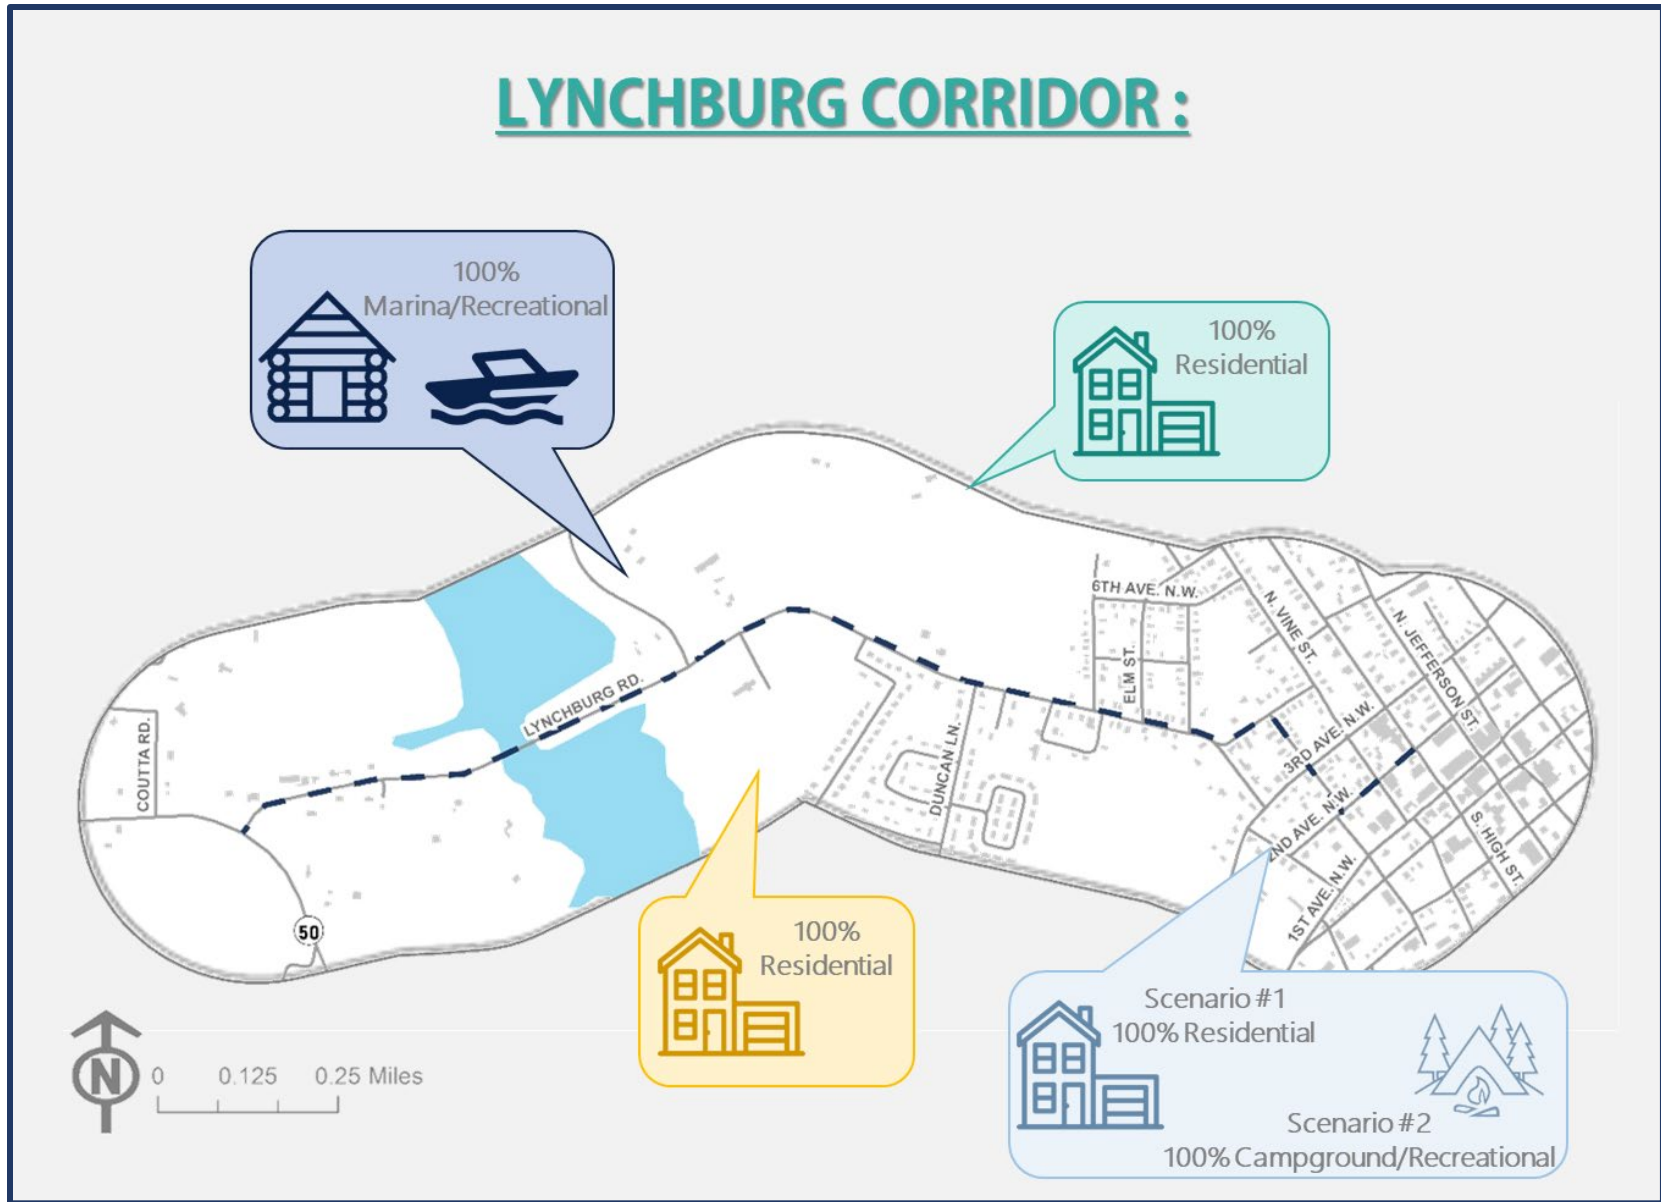 LYNCHBURG CORRIDOR :
100%
Marina/Recreational
100%
Residential
6TH AVE. N.W.
N. VINE ST.
N. JEFFERSON ST.
ELM ST.
LYNCHBURG RD.
COUTTA RD.
DUNCAN LN.
3RD AVE. N.W.
2ND AVE. N.W.
1ST AVE. N.W.
S. HIGH ST.
50
100%
Residential
Scenario #1
100% Residential
Scenario #2
100% Campground/Recreational
N
0 0.125 0.25 Miles